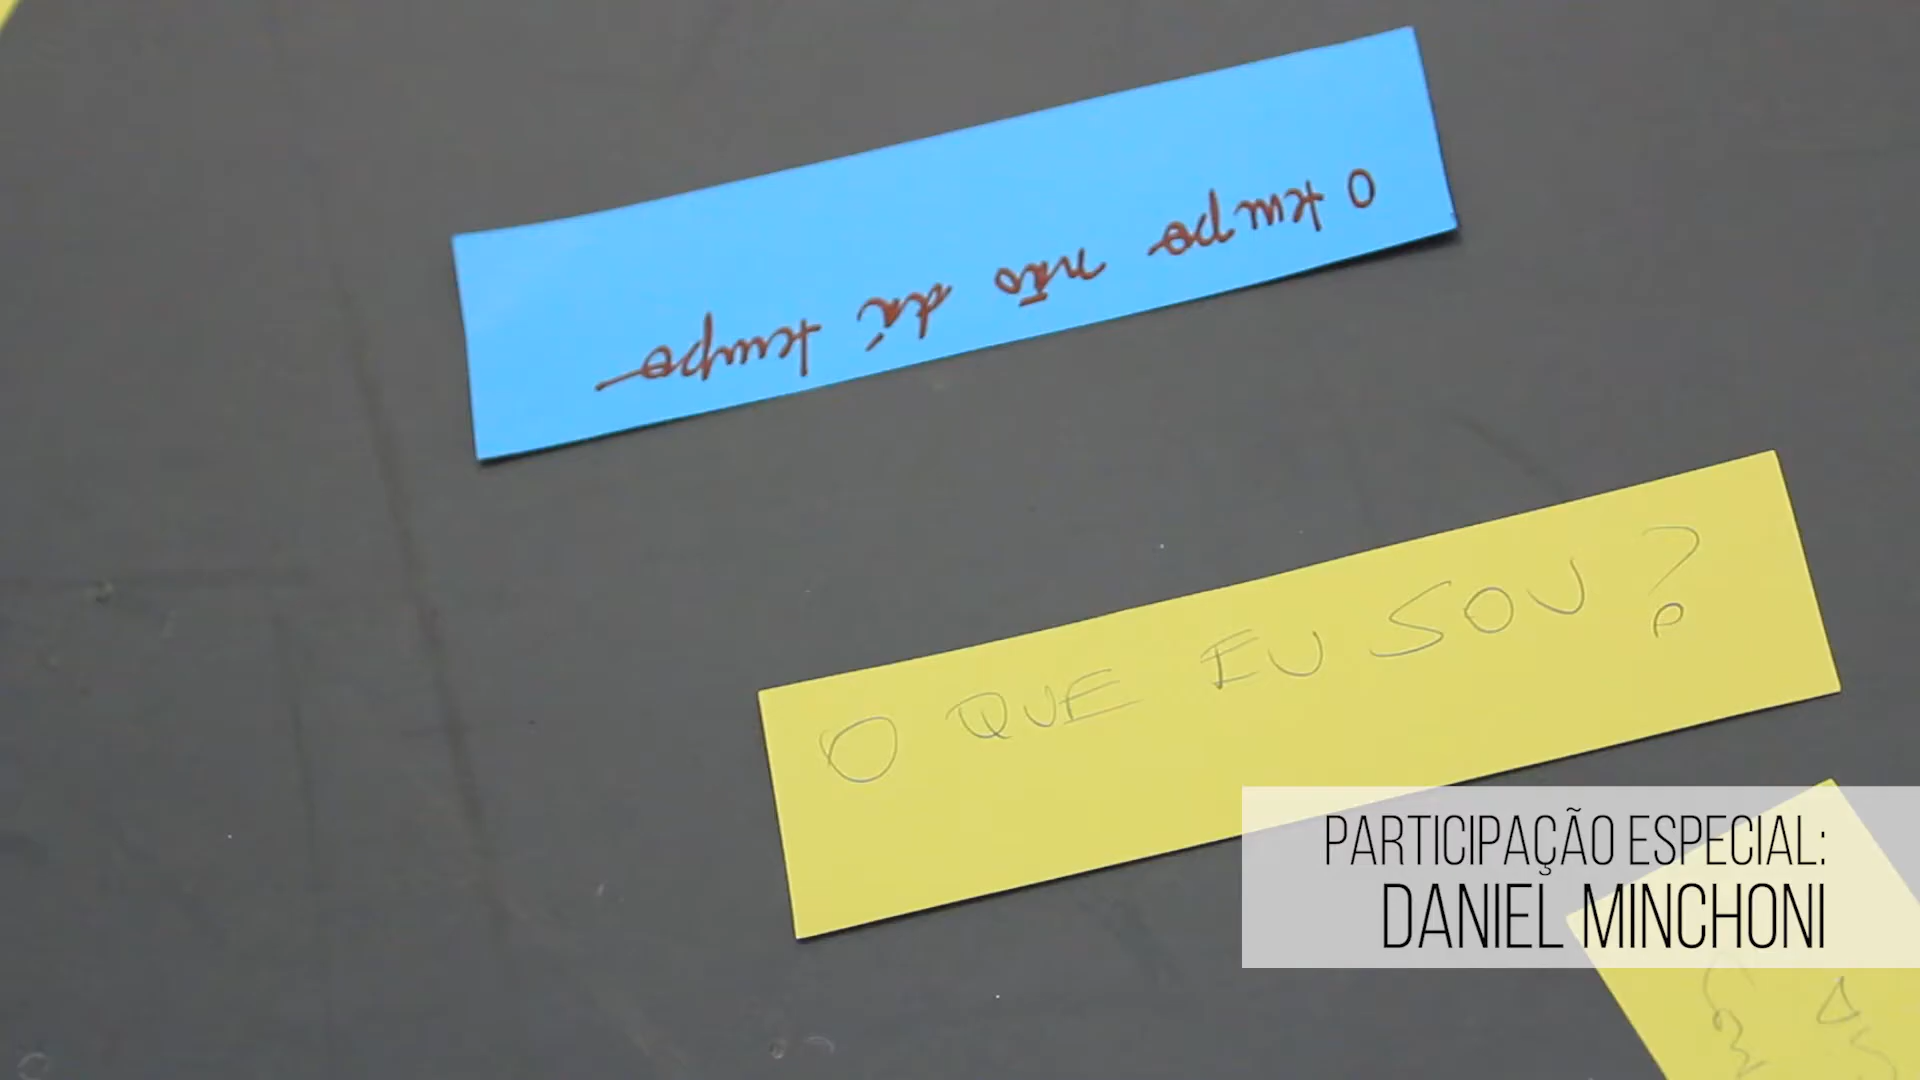 O tempo não dá tempo
O QUE EU SOU?
PARTICIPAÇÃO ESPECIAL:
DANIEL MINCHONI